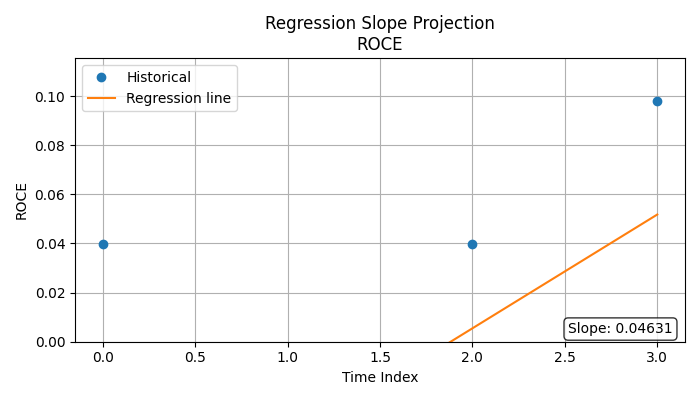 Regression Slope Projection
ROCE
Historical
Regression line
0.10
0.08
0.06
0.04
0.02
0.00
ROCE
Slope: 0.04631
0.0 0.5 1.0 1.5 2.0 2.5 3.0
Time Index